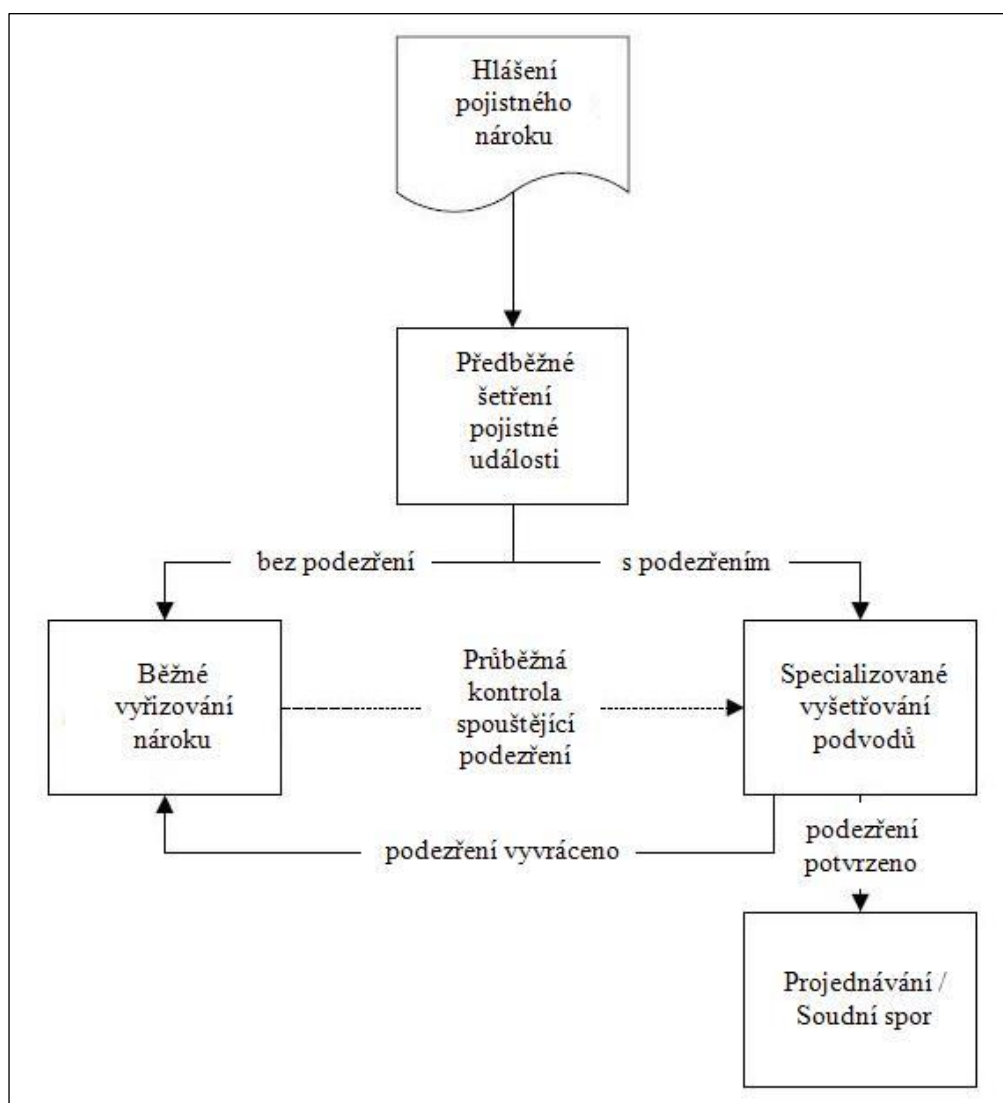 Hlášení
pojistného
nároku
Předběžné
šetření
pojistné
události
bez podezření
s podezřením
Běžné
vyřizování
nároku
Průběžná
kontrola
spouštějící
podezření
Specializované
vyšetřování
podvodů
podezření vyvráceno
podezření
potvrzeno
Projednávání /
Soudní spor